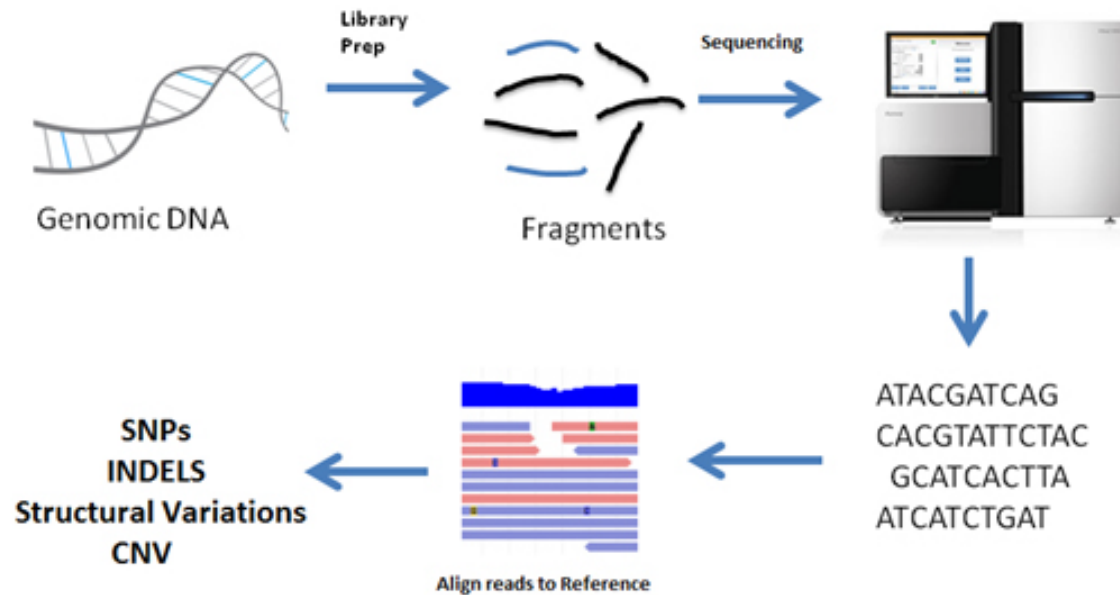 Library
Prep
Sequencing
Genomic DNA
Fragments
ATACGATCAG
CACGTATTCTAC
GCATCACTTA
ATCATCTGAT
SNPs
INDELS
Structural Variations
CNV
Align reads to Reference